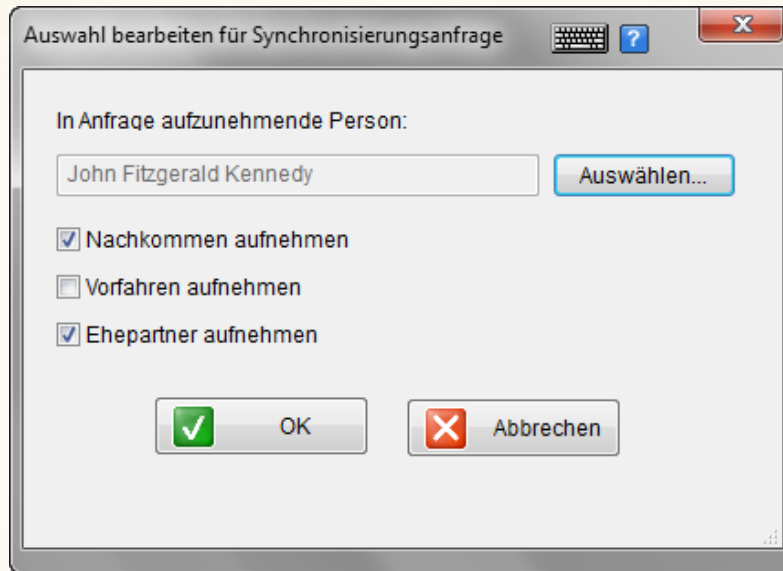 Auswahl bearbeiten für Synchronisierungsanfrage
In Anfrage aufzunehmende Person:
John Fitzgerald Kennedy
Auswählen...
Nachkommen aufnehmen
Vorfahren aufnehmen
Ehepartner aufnehmen
OK
Abbrechen